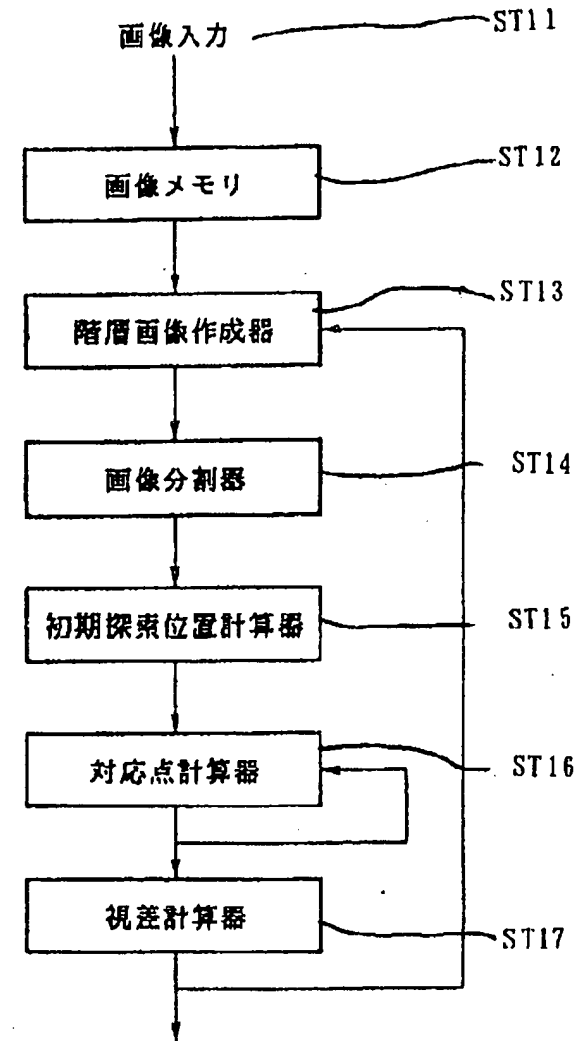 画像入力 ST11
画像メモリ ST12
階層画像作成器 ST13
画像分割器 ST14
初期探索位置計算器 ST15
対応点計算器 ST16
視差計算器 ST17